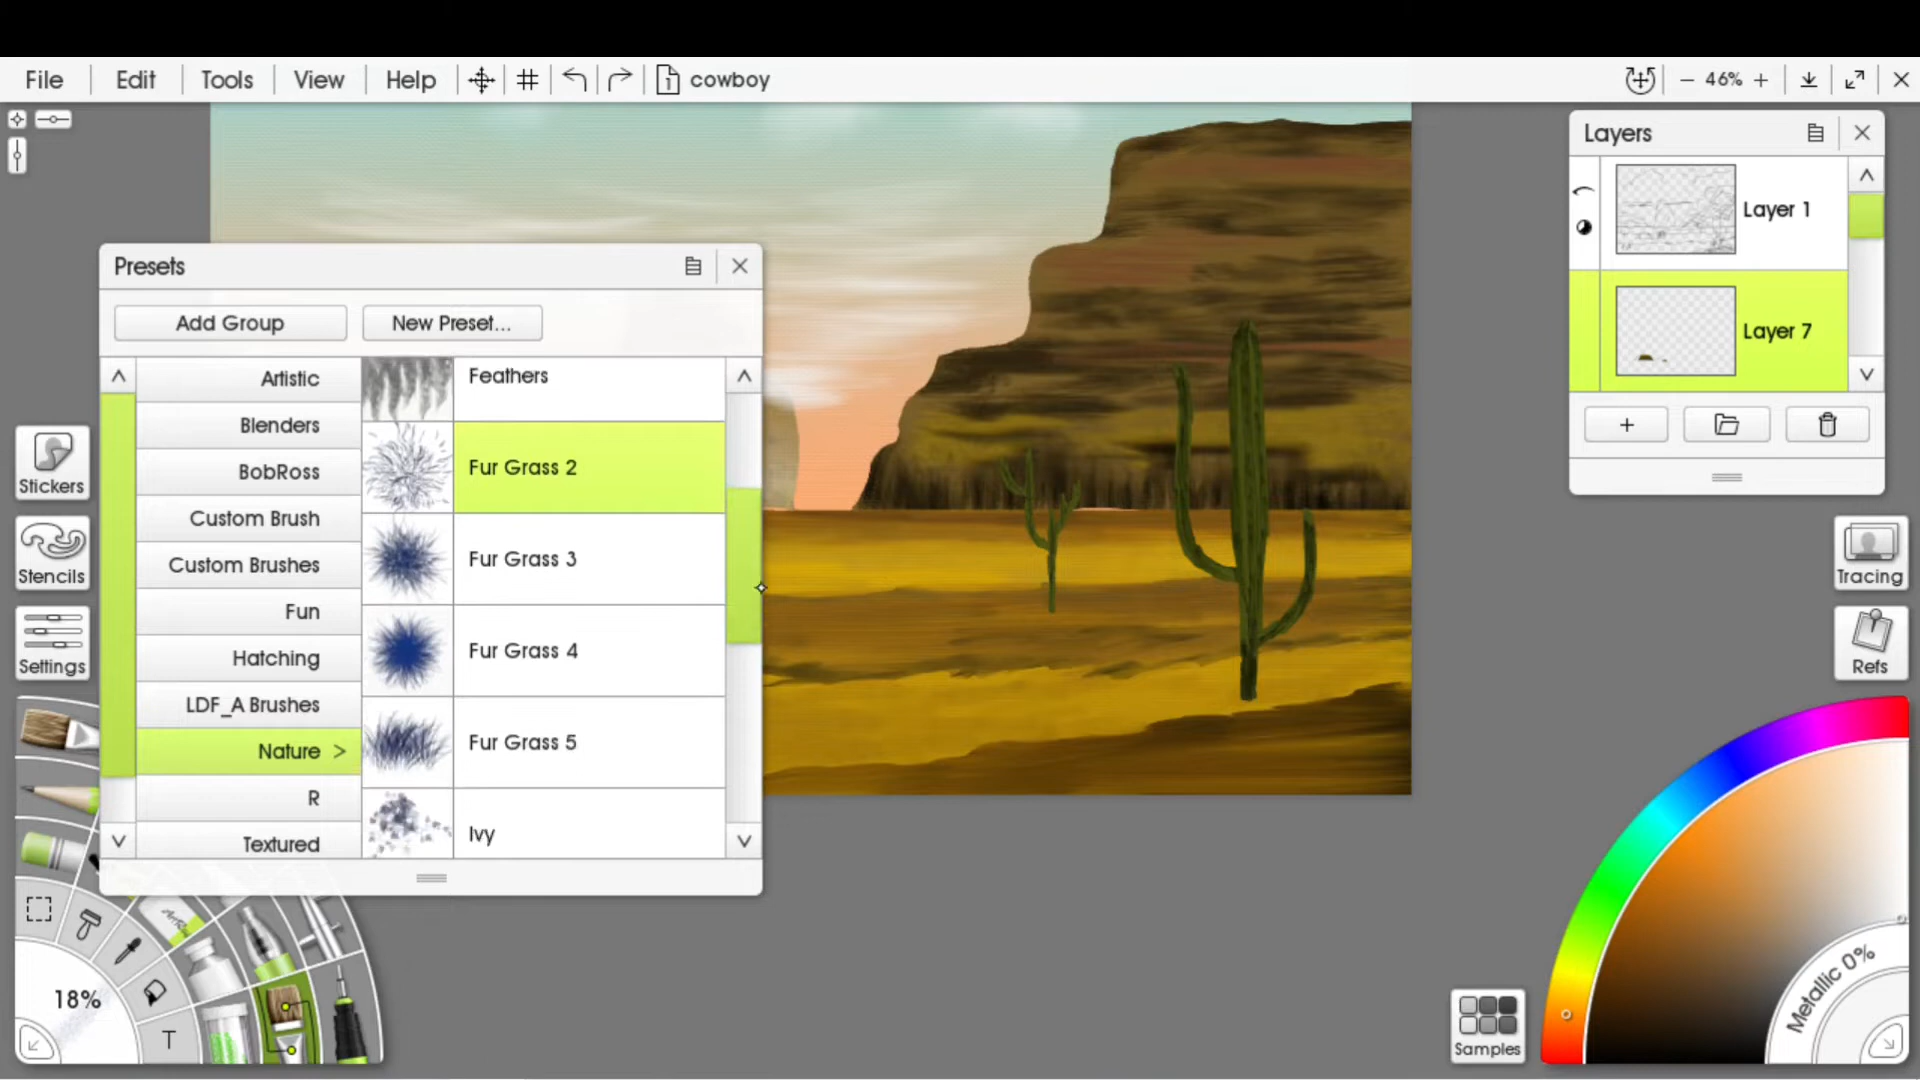 File Edit Tools View Help cowboy 46%
Layers
Layer 1
Layer 7
Presets
Add Group New Preset...
Artistic
Blenders
BobRoss
Custom Brush
Custom Brushes
Fun
Hatching
LDF_A Brushes
Nature >
R
Textured
Feathers
Fur Grass 2
Fur Grass 3
Fur Grass 4
Fur Grass 5
Ivy
Stickers
Stencils
Settings
Tracing
Refs
18%
T
Samples
Metallic 0%